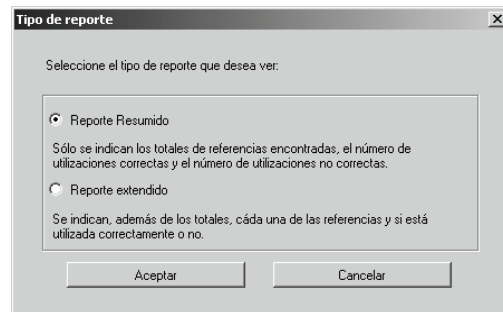 Tipo de reporte
Seleccione el tipo de reporte que desea ver:
Reporte Resumido
Sólo se indican los totales de referencias encontradas, el número de
utilizaciones correctas y el número de utilizaciones no correctas.
Reporte extendido
Se indican, además de los totales, cáda una de las referencias y si está
utilizada correctamente o no.
Aceptar
Cancelar